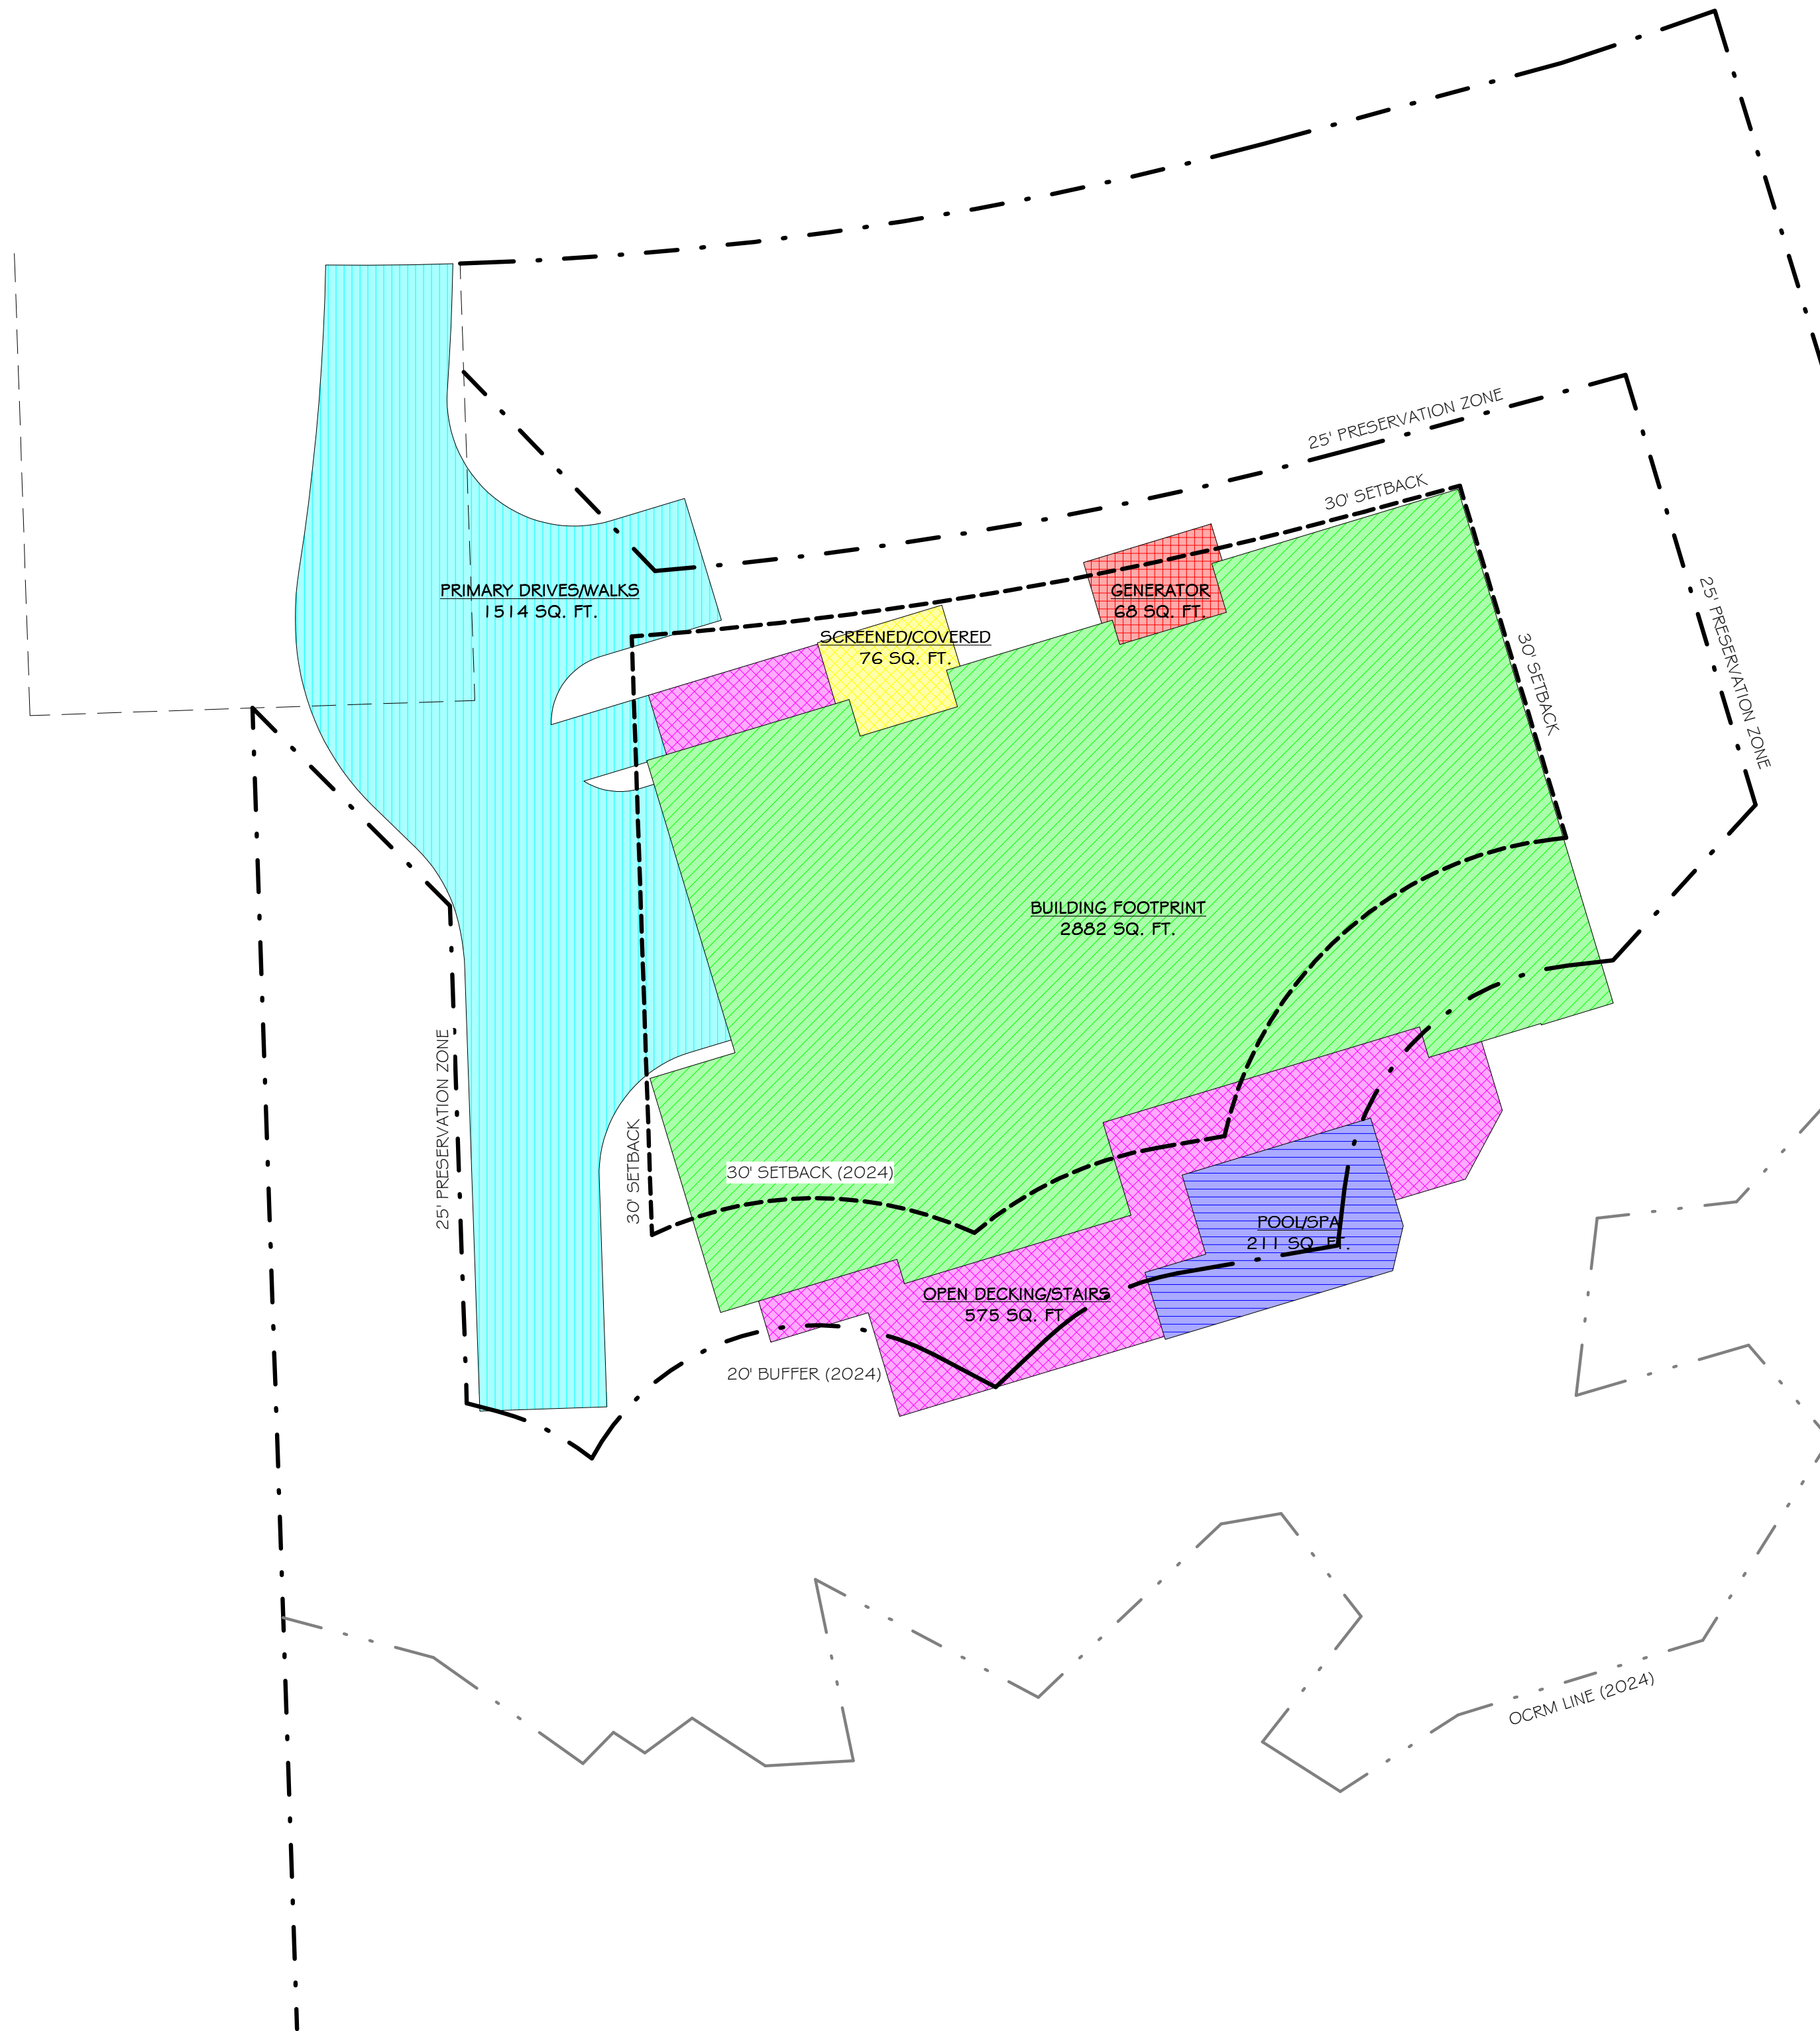 25' PRESERVATION ZONE
30' SETBACK
PRIMARY DRIVES/WALKS
1514 SQ. FT.
GENERATOR
68 SQ. FT.
SCREENED/COVERED
76 SQ. FT.
25' PRESERVATION ZONE
30' SETBACK
BUILDING FOOTPRINT
2882 SQ. FT.
25' PRESERVATION ZONE
30' SETBACK
30' SETBACK (2024)
POOL/SPA
211 SQ. FT.
OPEN DECKING/STAIRS
575 SQ. FT
20' BUFFER (2024)
OCRM LINE (2024)